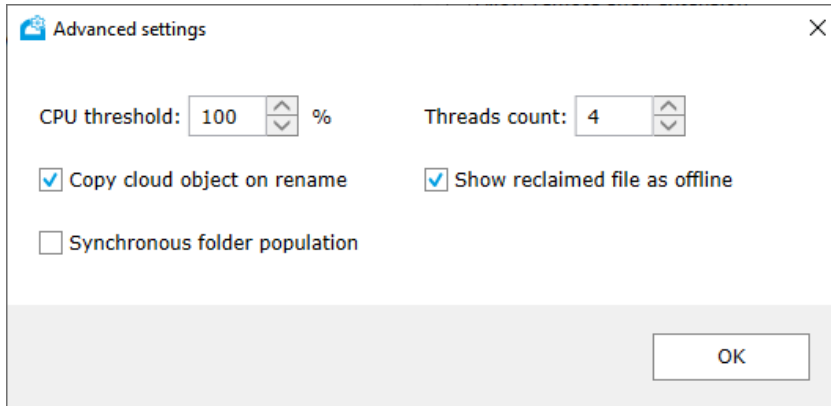 Advanced settings
CPU threshold: 100 % Threads count: 4
Copy cloud object on rename Show reclaimed file as offline
Synchronous folder population
OK